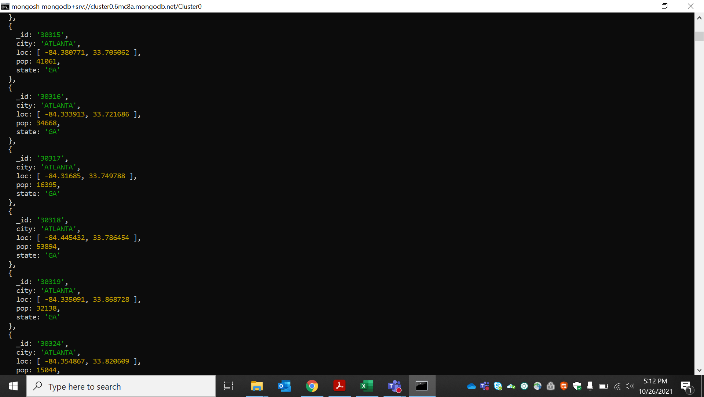 mongosh mongodb+srv://cluster0.6mc8a.mongodb.net/Cluster0
},
{
_id: '30315',
city: 'ATLANTA',
loc: [ -84.380771, 33.705062 ],
pop: 41061,
state: 'GA'
},
{
_id: '30316',
city: 'ATLANTA',
loc: [ -84.333913, 33.721686 ],
pop: 34668,
state: 'GA'
},
{
_id: '30317',
city: 'ATLANTA',
loc: [ -84.31685, 33.749788 ],
pop: 16395,
state: 'GA'
},
{
_id: '30318',
city: 'ATLANTA',
loc: [ -84.445432, 33.786454 ],
pop: 53894,
state: 'GA'
},
{
_id: '30319',
city: 'ATLANTA',
loc: [ -84.335091, 33.868728 ],
pop: 32138,
state: 'GA'
},
{
_id: '30324',
city: 'ATLANTA',
loc: [ -84.354867, 33.820609 ],
pop: 15044,
Type here to search
5:12 PM
10/26/2021
1